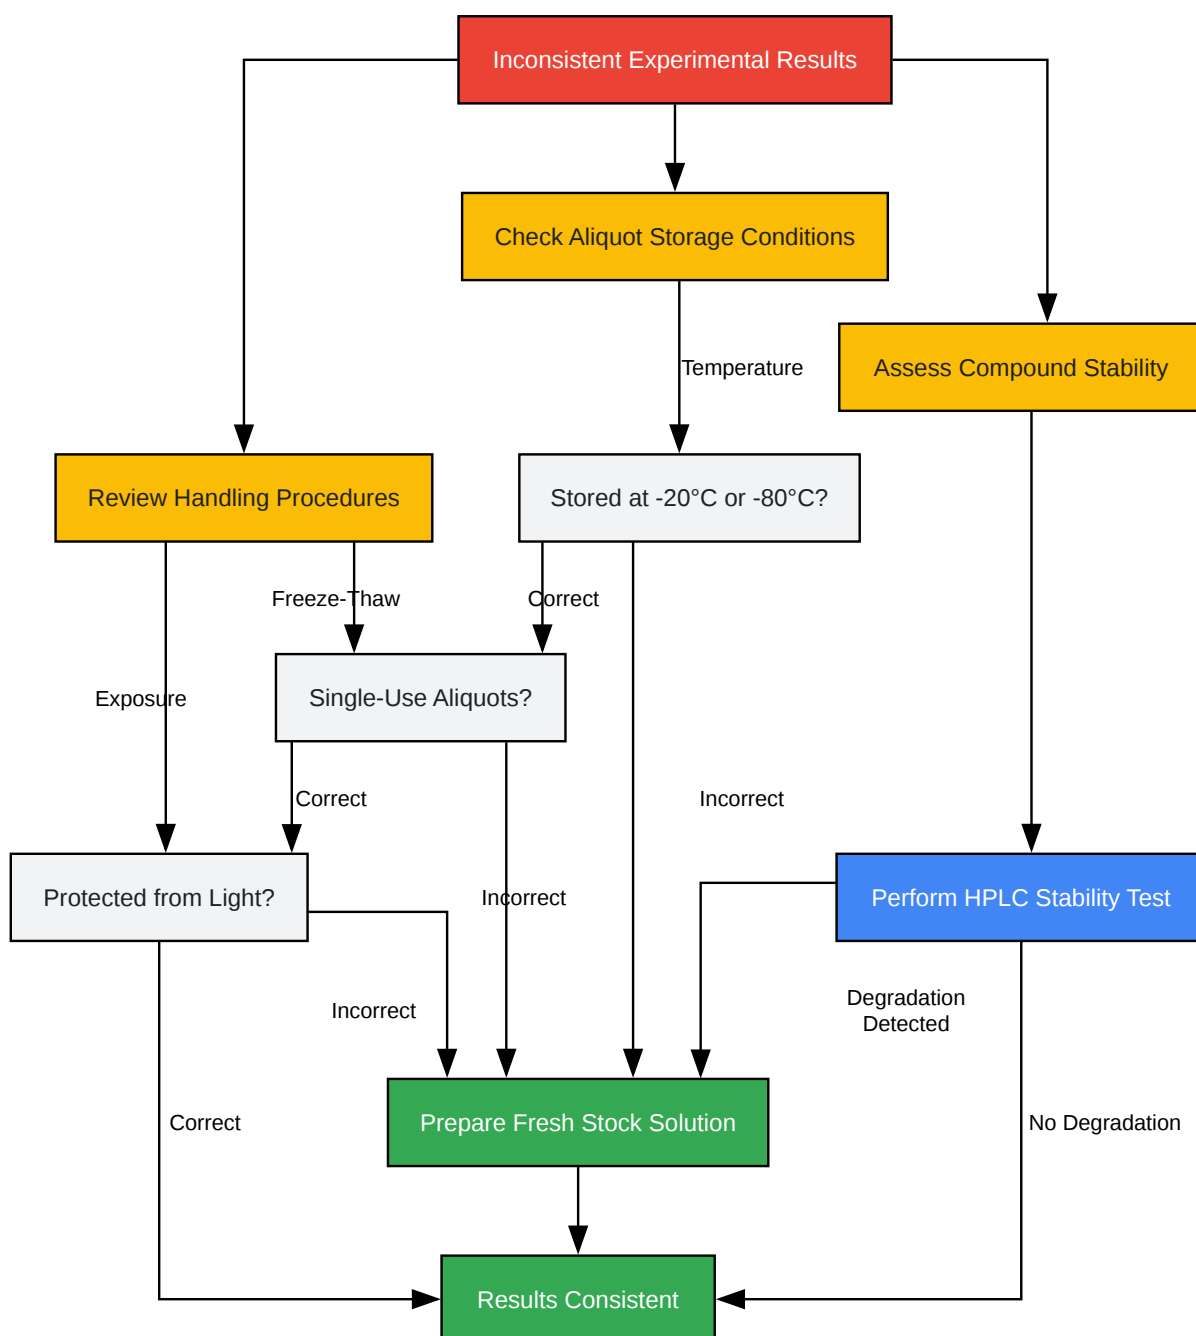 Inconsistent Experimental Results
Check Aliquot Storage Conditions
Temperature
Assess Compound Stability
Review Handling Procedures
Stored at -20°C or -80°C?
Freeze-Thaw
Correct
Exposure
Single-Use Aliquots?
Correct
Incorrect
Protected from Light?
Incorrect
Perform HPLC Stability Test
Incorrect
Degradation
Detected
Correct
Prepare Fresh Stock Solution
No Degradation
Results Consistent